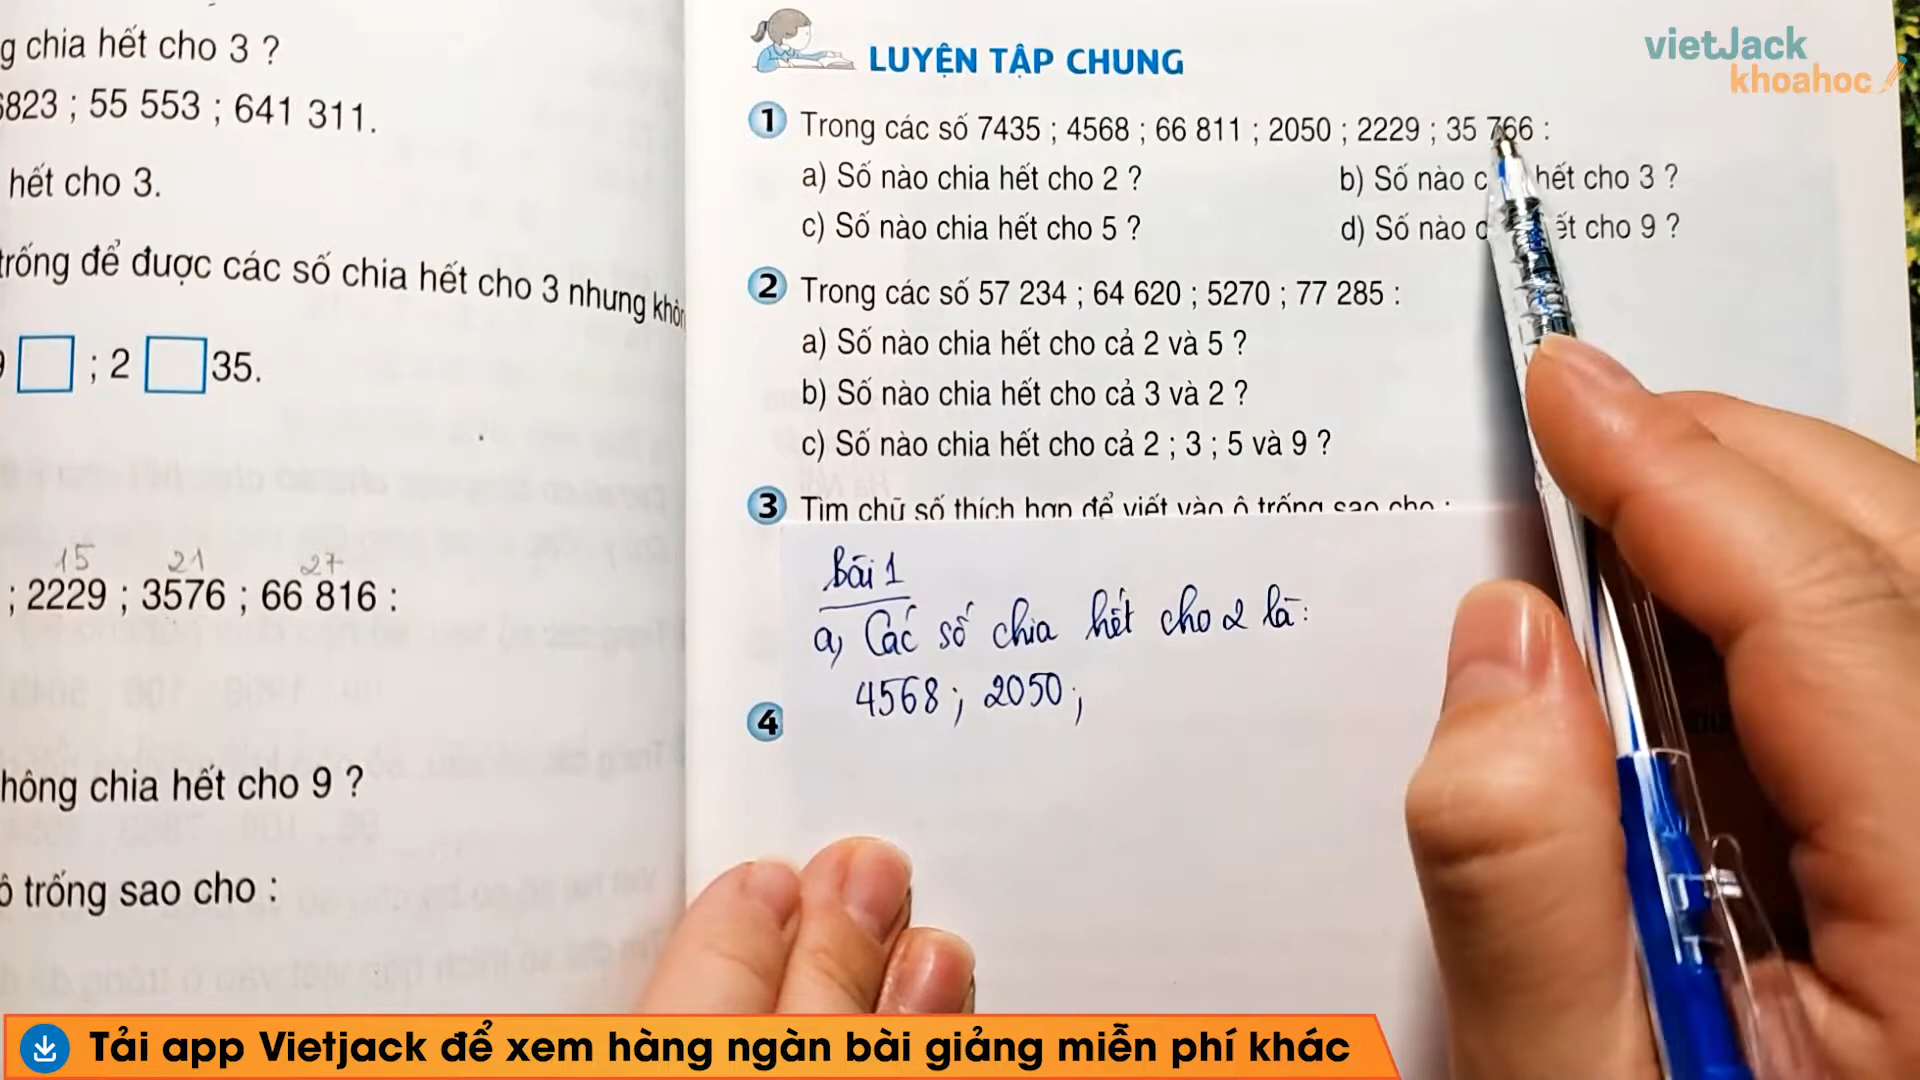 g chia hết cho 3 ?
6823 ; 55 553 ; 641 311.
hết cho 3.
trống để được các số chia hết cho 3 nhưng
; 2 35.
15 21 27
; 2229 ; 3576 ; 66 816 :
hông chia hết cho 9 ?
ô trống sao cho :
vietJack
khoahoc
LUYỆN TẬP CHUNG
1 Trong các số 7435 ; 4568 ; 66 811 ; 2050 ; 2229 ; 35 766 :
a) Số nào chia hết cho 2 ?
b) Số nào c hết cho 3 ?
c) Số nào chia hết cho 5 ?
d) Số nào c ết cho 9 ?
2 Trong các số 57 234 ; 64 620 ; 5270 ; 77 285 :
a) Số nào chia hết cho cả 2 và 5 ?
b) Số nào chia hết cho cả 3 và 2 ?
c) Số nào chia hết cho cả 2 ; 3 ; 5 và 9 ?
3 Tìm chữ số thích hợp để viết vào ô trống sao cho :
Bài 1
a, Các số chia hết cho 2 là:
4568; 2050;
4
Tải app Vietjack để xem hàng ngàn bài giảng miễn phí khác